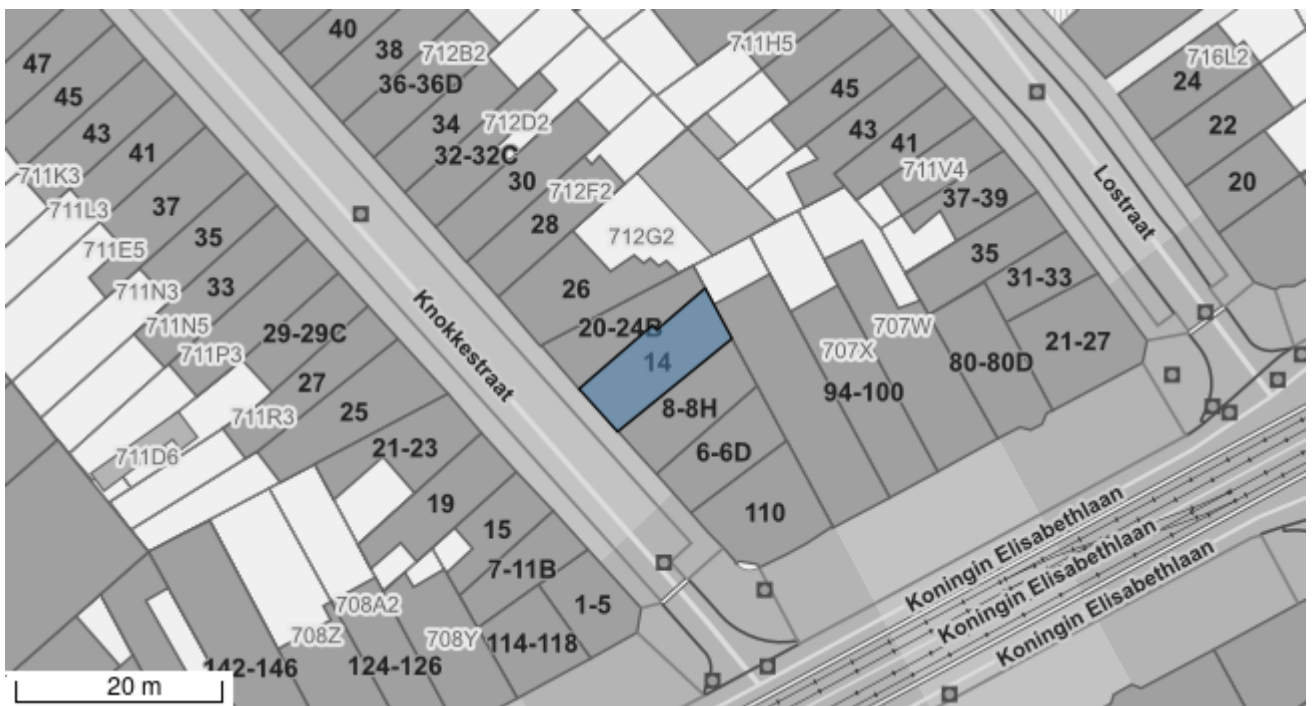 40
38
712B2
36-36D
34
712D2
32-32C
30
712F2
28
712G2
26
20-24B
14
8-8H
6-6D
110
47
45
43
41
711K3
711L3
37
35
711E5
33
711N3
29-29C
711N5
711P3
27
25
711R3
21-23
711D6
19
15
7-11B
1-5
708A2
708Z
708Y
114-118
124-126
142-146
Knokkestraat
711H5
45
43
41
711V4
37-39
35
31-33
21-27
707W
707X
80-80D
94-100
Lostraat
716L2
24
22
20
Koningin Elisabethlaan
Koningin Elisabethlaan
Koningin Elisabethlaan
20 m